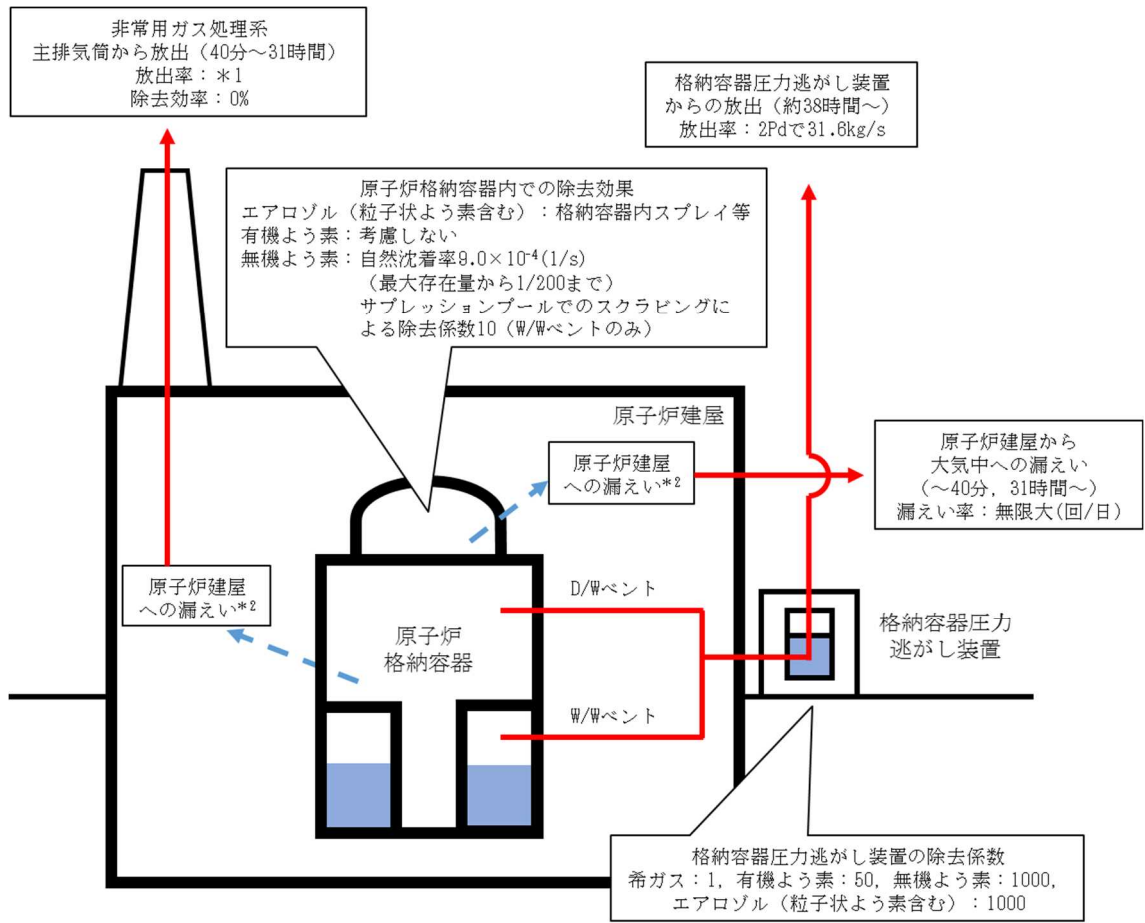 非常用ガス処理系
主排気筒から放出（40分～31時間）
放出率：＊1
除去効率：0%
格納容器圧力逃がし装置
からの放出（約38時間～）
放出率：2Pdで31.6kg/s
原子炉格納容器内での除去効果
エアロゾル（粒子状よう素含む）：格納容器内スプレイ等
有機よう素：考慮しない
無機よう素：自然沈着率9.0×10⁻⁴(1/s)
（最大存在量から1/200まで）
サプレッションプールでのスクラビングに
よる除去係数10（W/Wベントのみ）
原子炉建屋
原子炉建屋
への漏えい*²
原子炉建屋から
大気中への漏えい
（～40分，31時間～）
漏えい率：無限大(回/日)
原子炉建屋
への漏えい*²
原子炉
格納容器
D/Wベント
W/Wベント
格納容器圧力
逃がし装置
格納容器圧力逃がし装置の除去係数
希ガス：1，有機よう素：50，無機よう素：1000，
エアロゾル（粒子状よう素含む）：1000